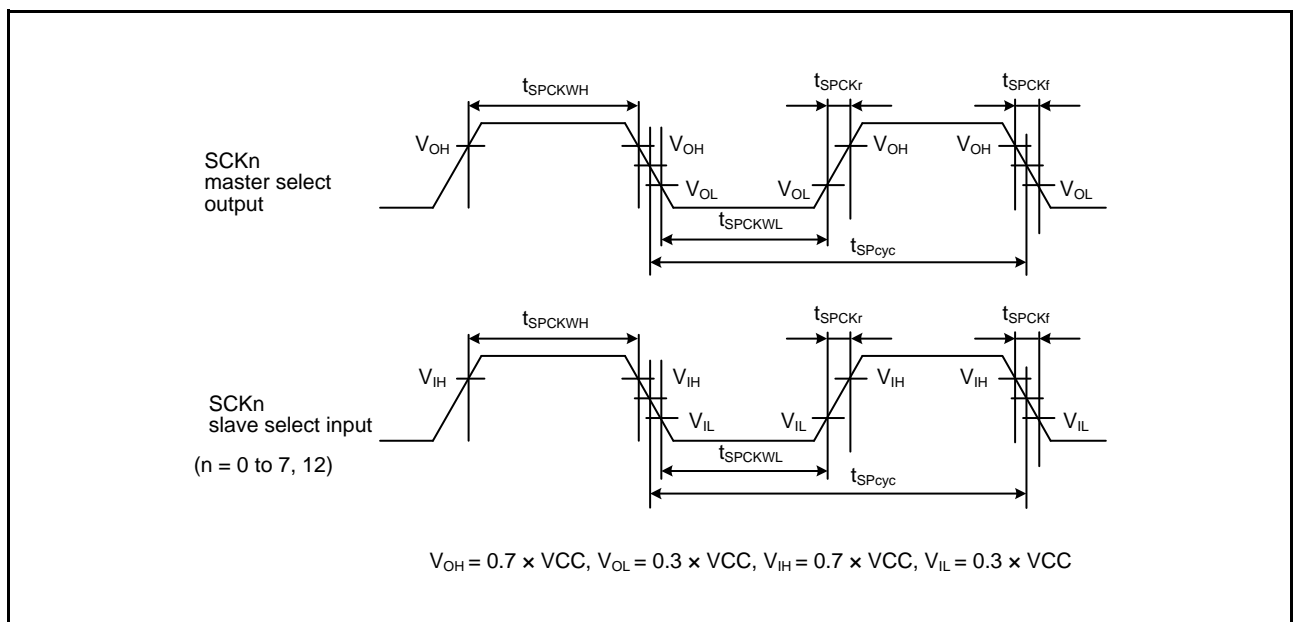 tSPCKWH
tSPCKr
tSPCKf
VOH
VOH
VOH
VOH
SCKn
master select
output
VOL
VOL
VOL
tSPCKWL
tSPcyc
tSPCKWH
tSPCKr
tSPCKf
VIH
VIH
VIH
VIH
SCKn
slave select input
VIL
VIL
VIL
(n = 0 to 7, 12)
tSPCKWL
tSPcyc
VOH = 0.7 × VCC, VOL = 0.3 × VCC, VIH = 0.7 × VCC, VIL = 0.3 × VCC